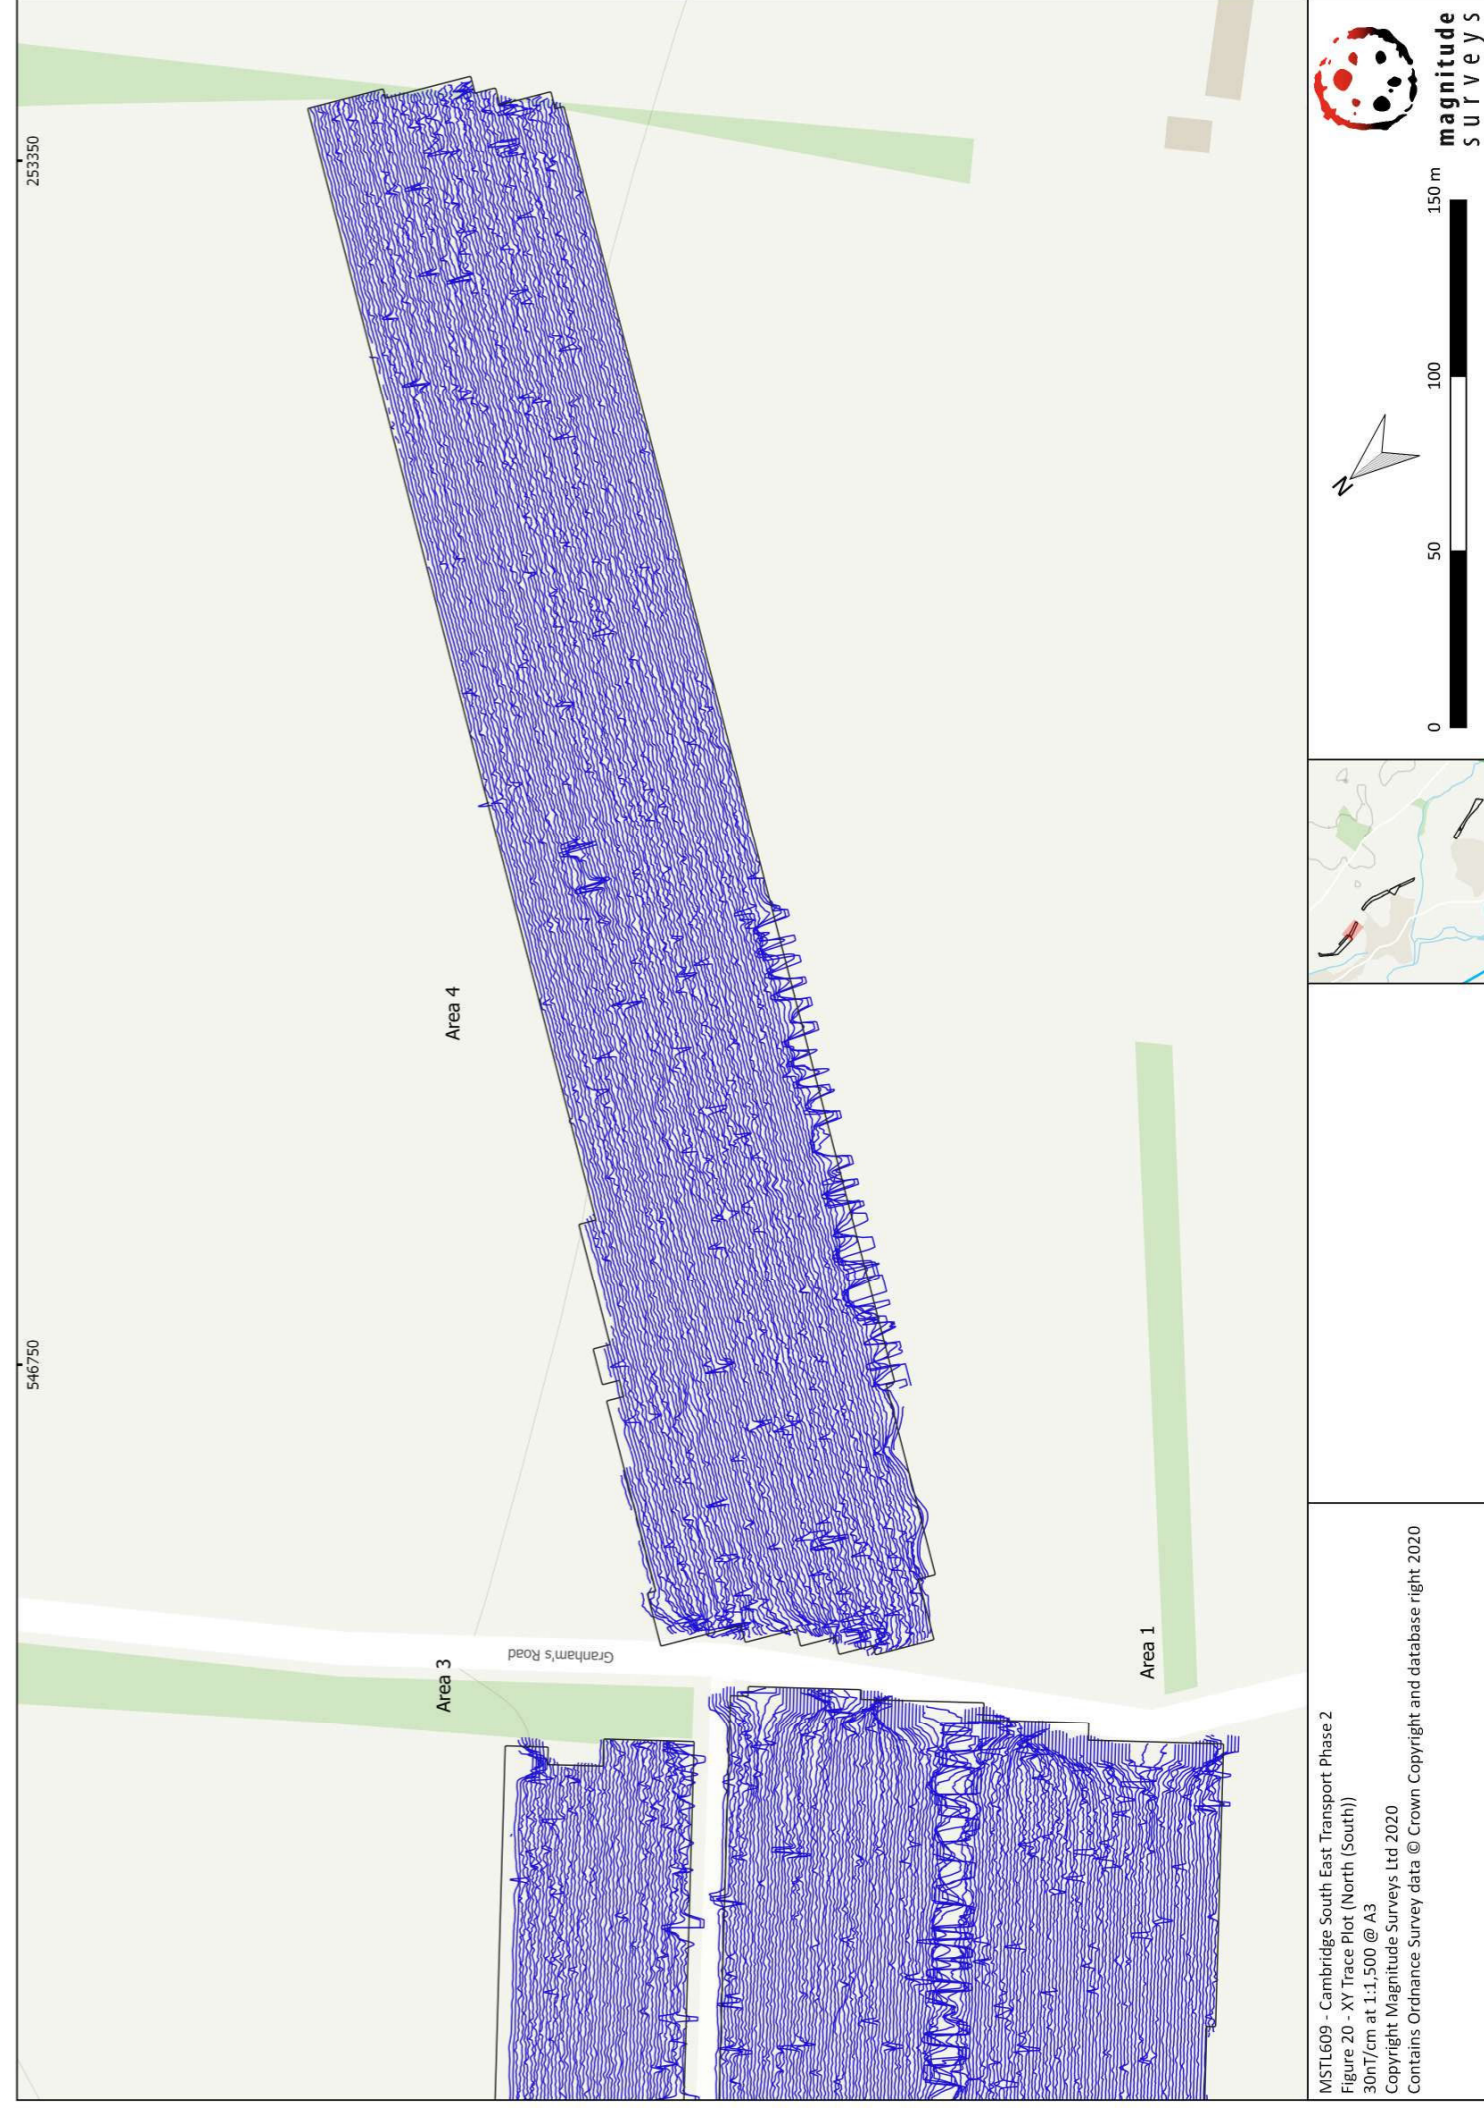 546750
253350
Area 4
Area 3
Granham's Road
Area 1
MSTL609 - Cambridge South East Transport Phase 2
Figure 20 - XY Trace Plot (North (South))
30nT/cm at 1:1,500 @ A3
Copyright Magnitude Surveys Ltd 2020
Contains Ordnance Survey data © Crown Copyright and database right 2020
N
0 50 100 150 m
magnitude
surveys